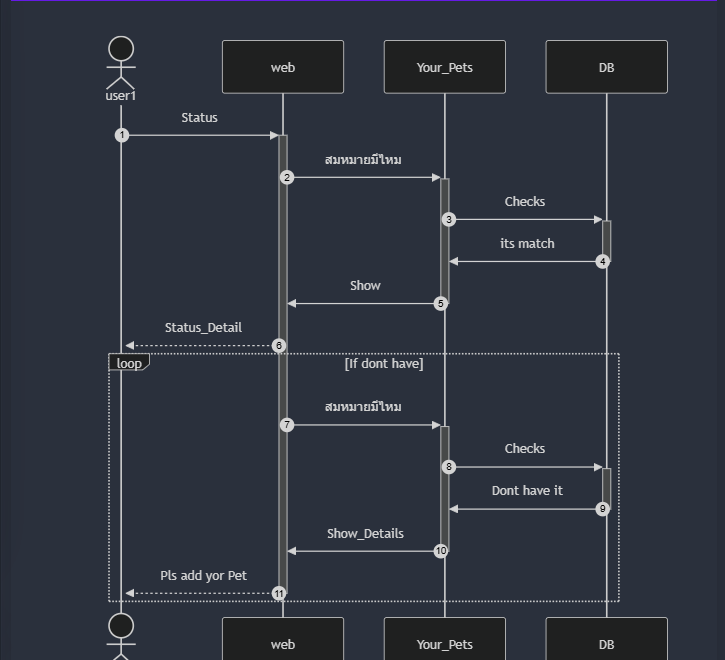 user1
web
Your_Pets
DB
Status
1
สมหมายมีไหม
2
Checks
3
its match
4
Show
5
Status_Detail
6
loop
[If dont have]
สมหมายมีไหม
7
Checks
8
Dont have it
9
Show_Details
10
Pls add yor Pet
11
web
Your_Pets
DB